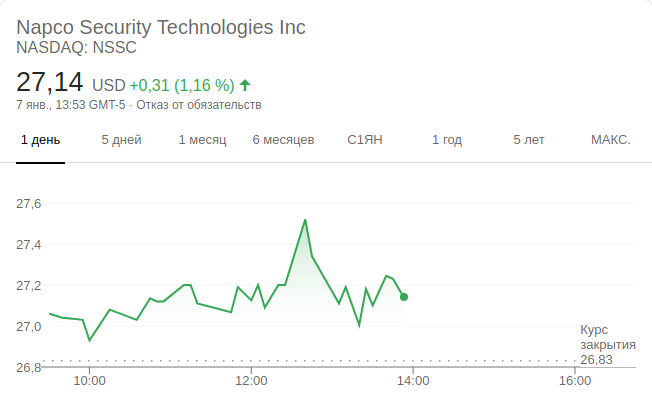 Napco Security Technologies Inc
NASDAQ: NSSC
27,14 USD +0,31 (1,16 %)
7 янв., 13:53 GMT-5 · Отказ от обязательств
1 день 5 дней 1 месяц 6 месяцев С1ЯН 1 год 5 лет МАКС.
27,6
27,4
27,2
27,0
26,8
Курс
закрытия
26,83
10:00 12:00 14:00 16:00